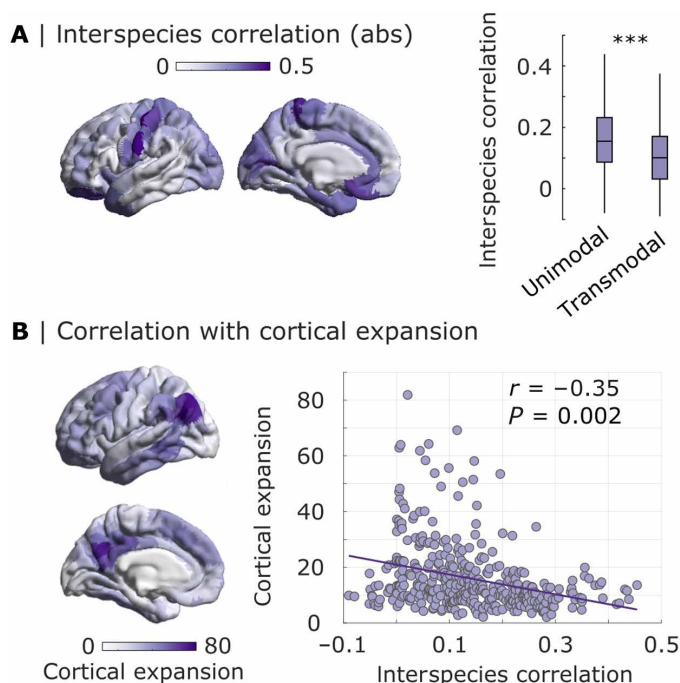 A | Interspecies correlation (abs)
0 0.5
***
0.4
0.2
0
Interspecies correlation
Unimodal
Transmodal
B | Correlation with cortical expansion
r = −0.35
P = 0.002
80
60
40
20
0
Cortical expansion
−0.1 0.1 0.3 0.5
Interspecies correlation
0 80
Cortical expansion